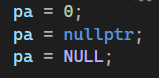 pa = 0;
pa = nullptr;
pa = NULL;